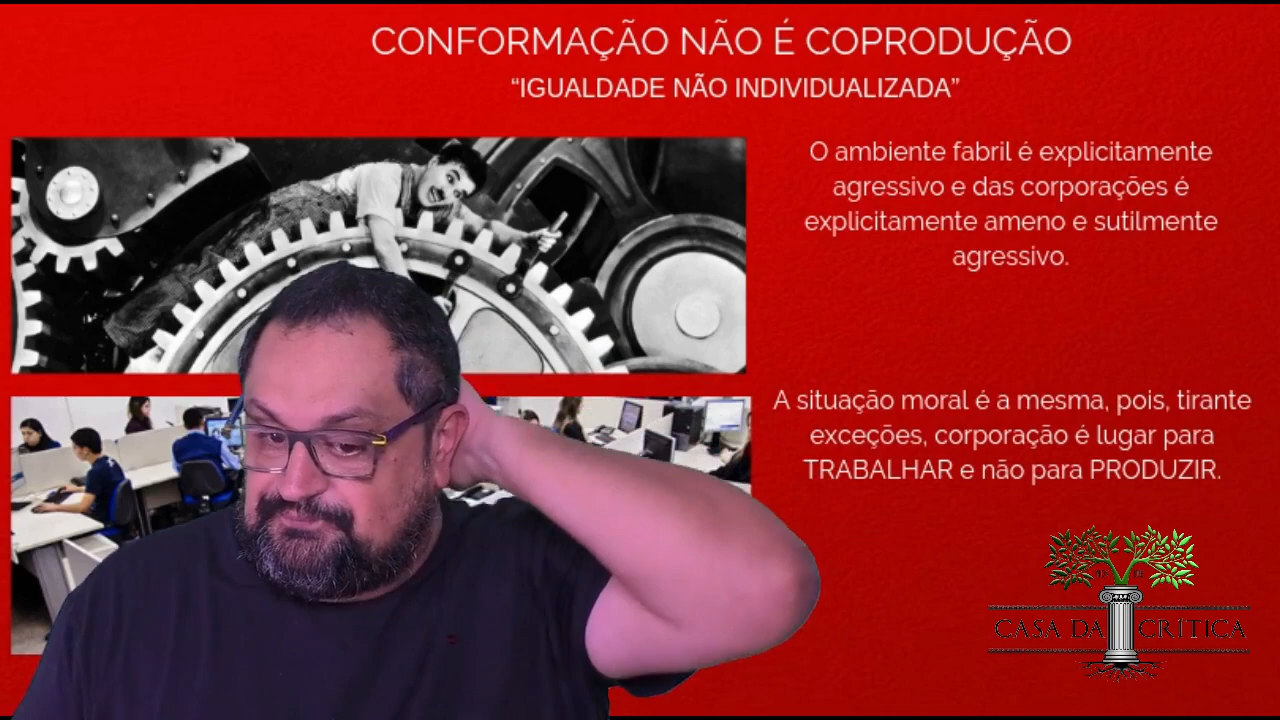 CONFORMAÇÃO NÃO É COPRODUÇÃO
“IGUALDADE NÃO INDIVIDUALIZADA”
O ambiente fabril é explicitamente
agressivo e das corporações é
explicitamente ameno e sutilmente
agressivo.
A situação moral é a mesma, pois, tirante
exceções, corporação é lugar para
TRABALHAR e não para PRODUZIR.
CASA DA CRÍTICA